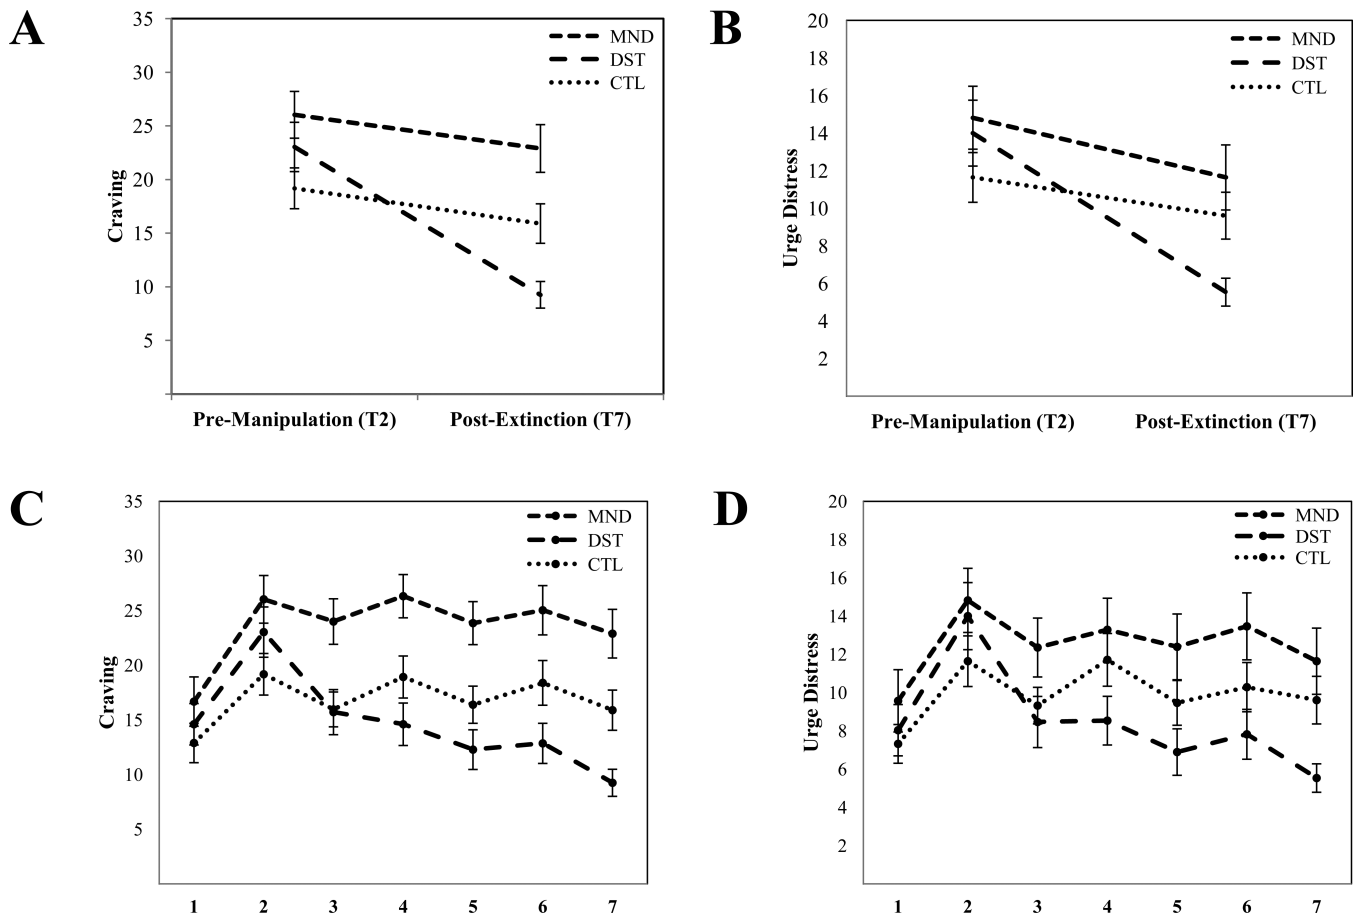 A
Craving
35
30
25
20
15
10
5
MND
DST
CTL
Pre-Manipulation (T2) Post-Extinction (T7)
B
Urge Distress
20
18
16
14
12
10
8
6
4
2
MND
DST
CTL
Pre-Manipulation (T2) Post-Extinction (T7)
C
Craving
35
30
25
20
15
10
5
MND
DST
CTL
1 2 3 4 5 6 7
D
Urge Distress
20
18
16
14
12
10
8
6
4
2
MND
DST
CTL
1 2 3 4 5 6 7